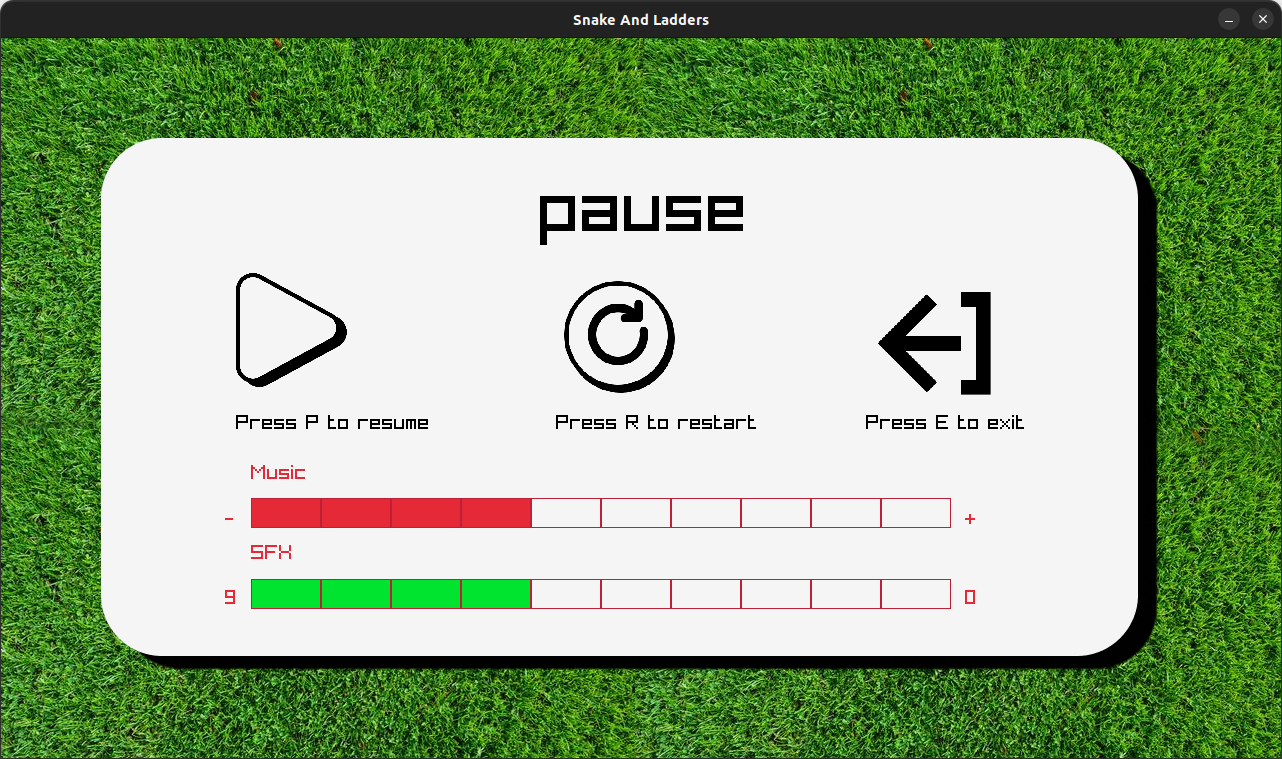 Snake And Ladders
pause
Press P to resume
Press R to restart
Press E to exit
Music
- +
SFX
9 0